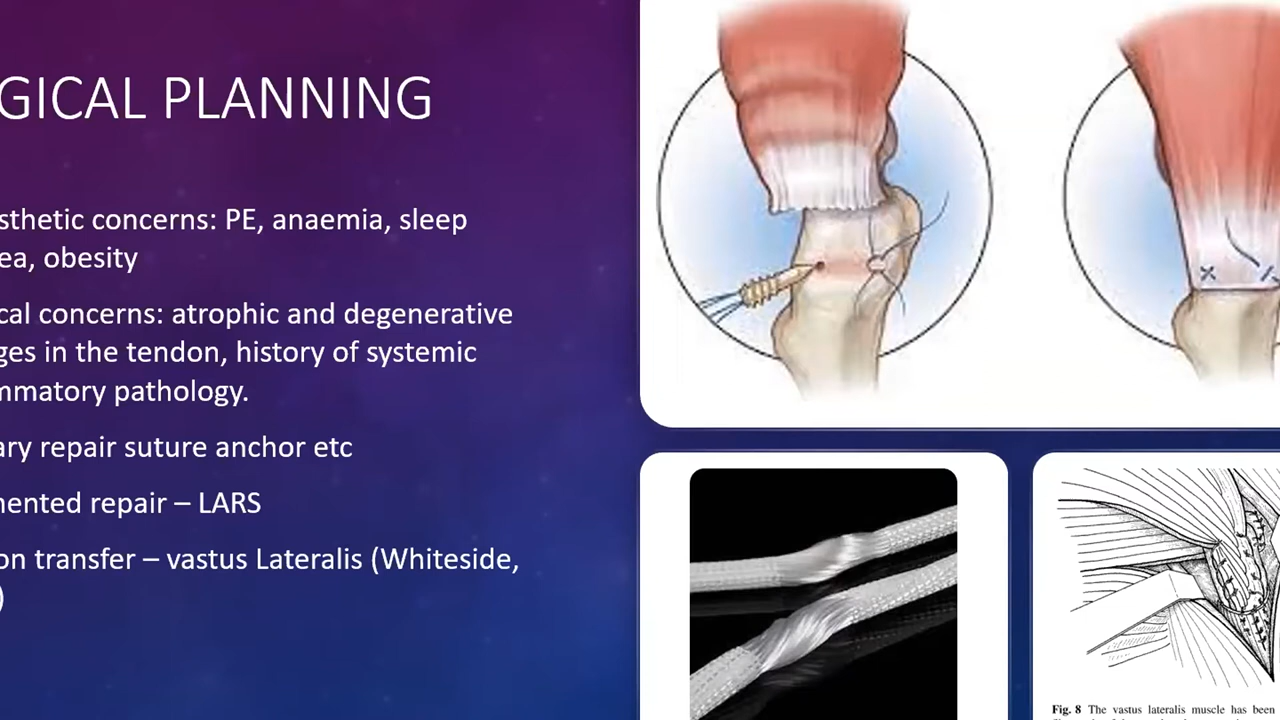 GICAL PLANNING
sthetic concerns: PE, anaemia, sleep
ea, obesity
cal concerns: atrophic and degenerative
ges in the tendon, history of systemic
mmatory pathology.
ary repair suture anchor etc
ented repair – LARS
on transfer – vastus Lateralis (Whiteside,
)
Fig. 8 The vastus lateralis muscle has been